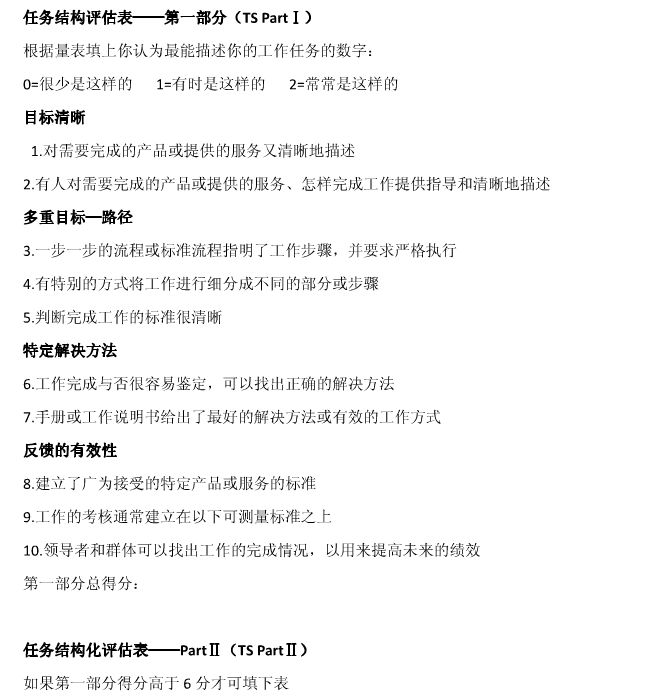 任务结构评估表——第一部分（TS Part Ⅰ）
根据量表填上你认为最能描述你的工作任务的数字：
0=很少是这样的 1=有时是这样的 2=常常是这样的
目标清晰
1.对需要完成的产品或提供的服务又清晰地描述
2.有人对需要完成的产品或提供的服务、怎样完成工作提供指导和清晰地描述
多重目标—路径
3.一步一步的流程或标准流程指明了工作步骤，并要求严格执行
4.有特别的方式将工作进行细分成不同的部分或步骤
5.判断完成工作的标准很清晰
特定解决方法
6.工作完成与否很容易鉴定，可以找出正确的解决方法
7.手册或工作说明书给出了最好的解决方法或有效的工作方式
反馈的有效性
8.建立了广为接受的特定产品或服务的标准
9.工作的考核通常建立在以下可测量标准之上
10.领导者和群体可以找出工作的完成情况，以用来提高未来的绩效
第一部分总得分：
任务结构化评估表——PartⅡ（TS PartⅡ）
如果第一部分得分高于 6 分才可填下表